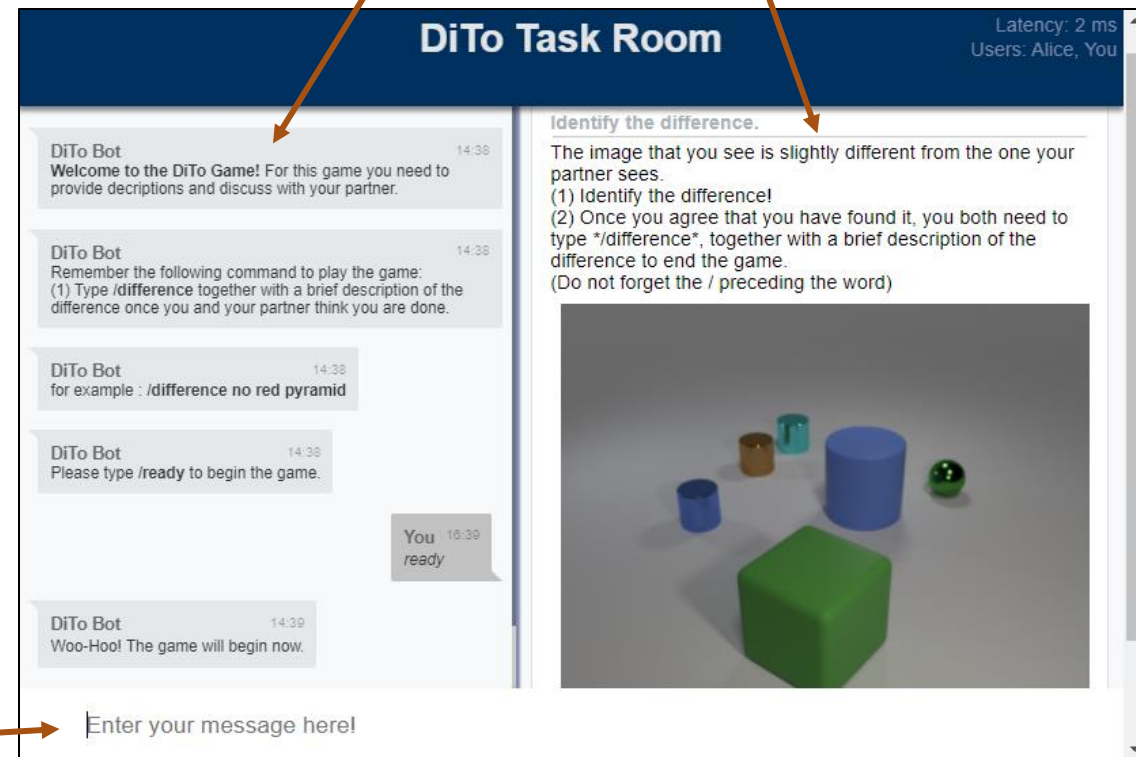 DiTo Task Room
Latency: 2 ms
Users: Alice, You
DiTo Bot 14:38
Welcome to the DiTo Game! For this game you need to
provide decriptions and discuss with your partner.
DiTo Bot 14:38
Remember the following command to play the game:
(1) Type /difference together with a brief description of the
difference once you and your partner think you are done.
DiTo Bot 14:38
for example : /difference no red pyramid
DiTo Bot 14:38
Please type /ready to begin the game.
You 16:39
ready
DiTo Bot 14:39
Woo-Hoo! The game will begin now.
Enter your message here!
Identify the difference.
The image that you see is slightly different from the one your
partner sees.
(1) Identify the difference!
(2) Once you agree that you have found it, you both need to
type */difference*, together with a brief description of the
difference to end the game.
(Do not forget the / preceding the word)